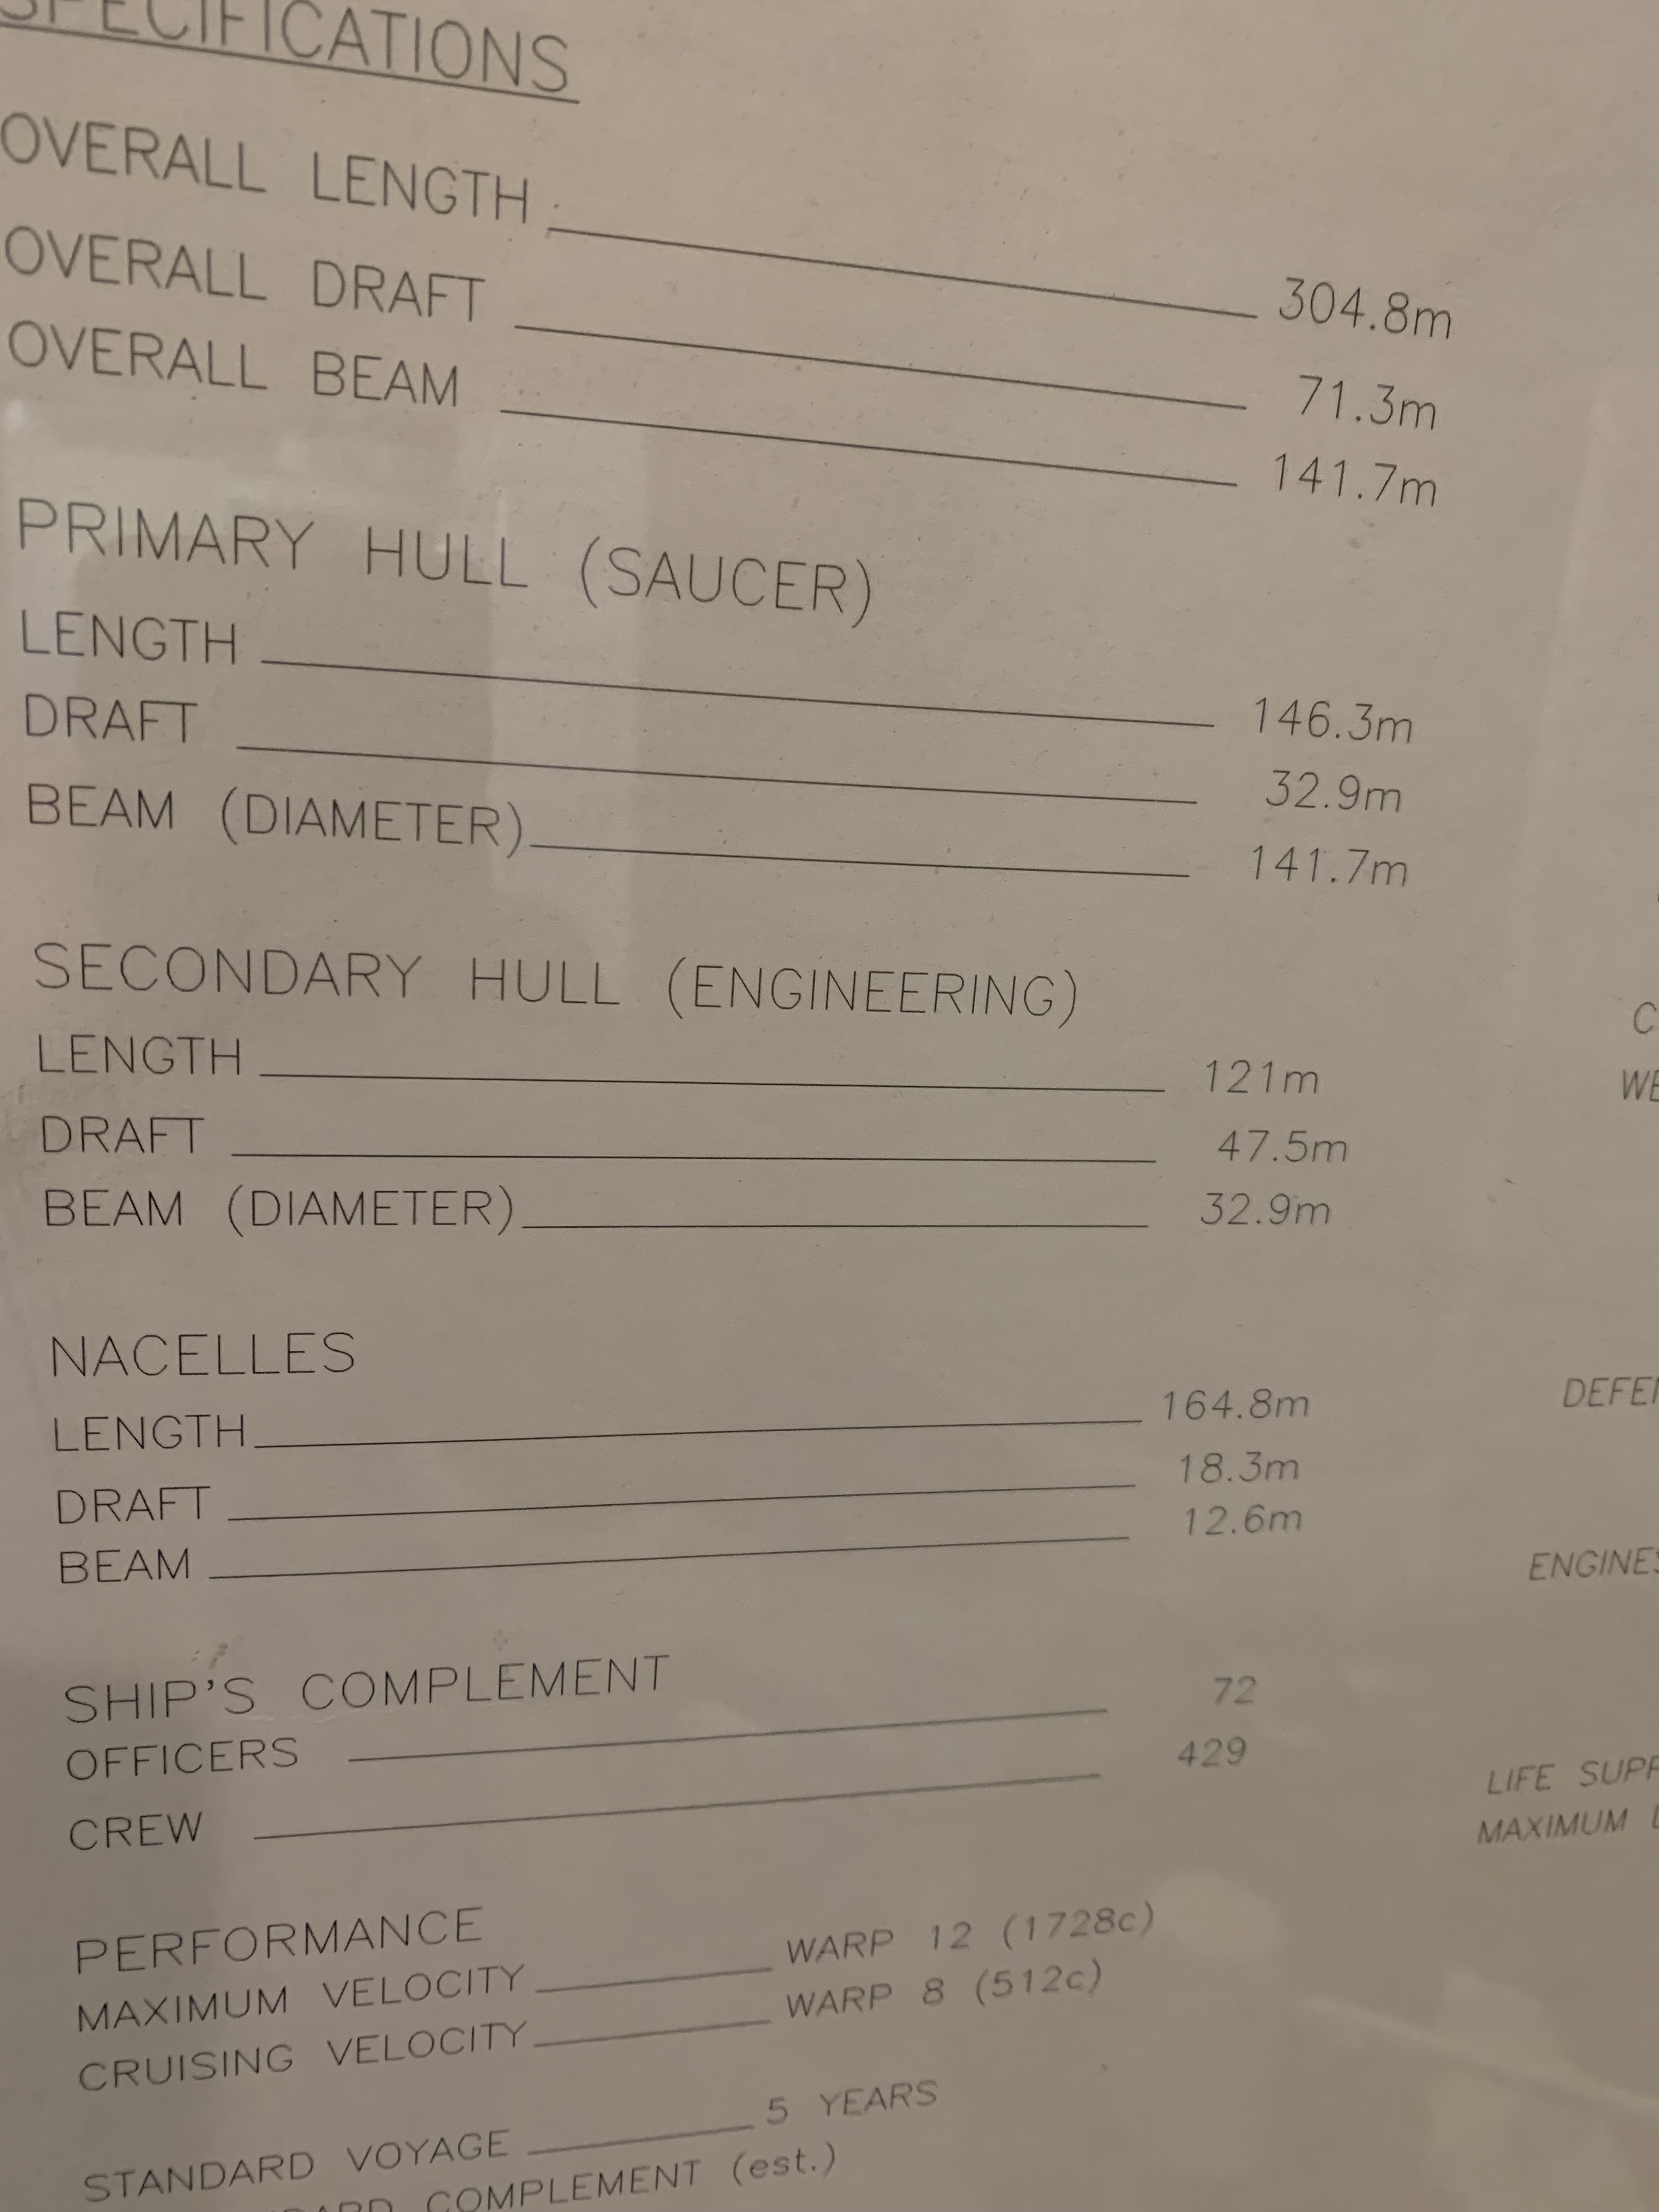 SPECIFICATIONS
OVERALL LENGTH 304.8m
OVERALL DRAFT 71.3m
OVERALL BEAM 141.7m
PRIMARY HULL (SAUCER)
LENGTH 146.3m
DRAFT 32.9m
BEAM (DIAMETER) 141.7m
SECONDARY HULL (ENGINEERING)
LENGTH 121m
DRAFT 47.5m
BEAM (DIAMETER) 32.9m
NACELLES
LENGTH 164.8m
DRAFT 18.3m
BEAM 12.6m
SHIP'S COMPLEMENT
OFFICERS 72
CREW 429
PERFORMANCE
MAXIMUM VELOCITY WARP 12 (1728c)
CRUISING VELOCITY WARP 8 (512c)
STANDARD VOYAGE 5 YEARS
COMPLEMENT (est.)
ENGINES
LIFE
MAXIMUM